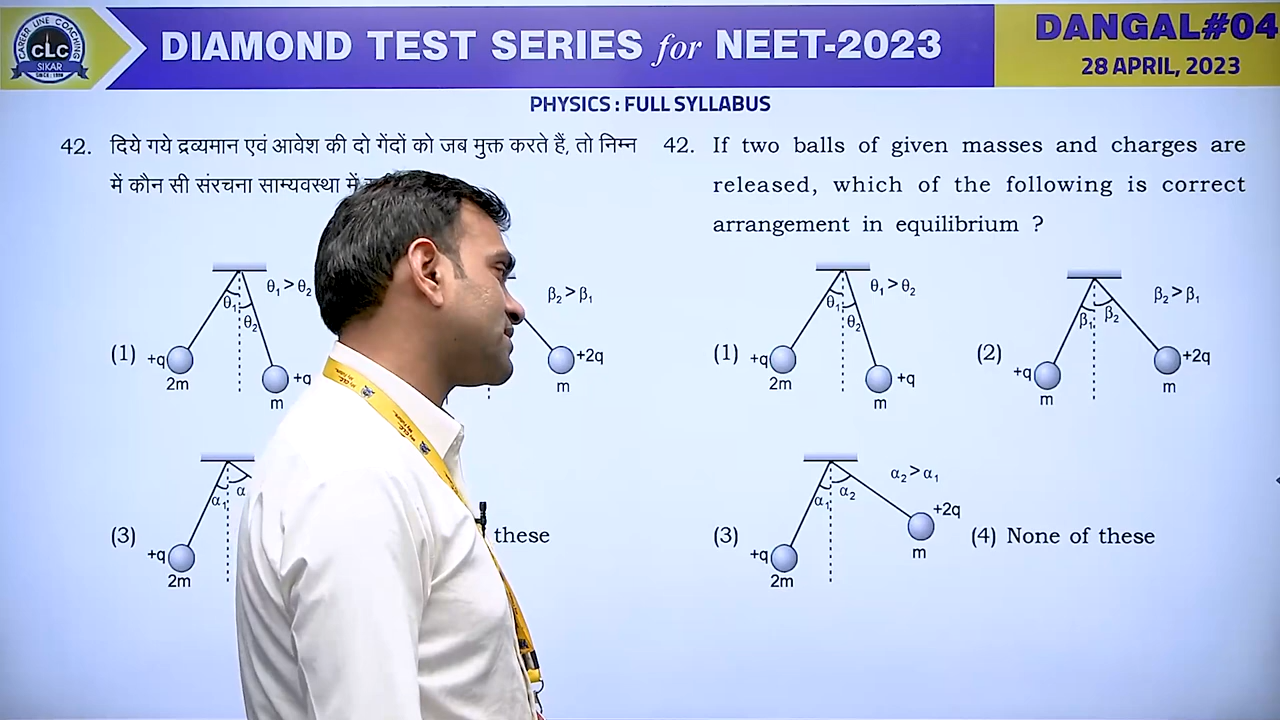 CAREER LINE COACHING
CLC
SIKAR
SINCE : 1996
DIAMOND TEST SERIES for NEET-2023
DANGAL#04
28 APRIL, 2023
PHYSICS : FULL SYLLABUS
42. दिये गये द्रव्यमान एवं आवेश की दो गेंदों को जब मुक्त करते हैं, तो निम्न
में कौन सी संरचना साम्यवस्था में
θ₁ > θ₂
θ₁
θ₂
(1) +q
2m
+q
m
β₂ > β₁
+2q
m
(3)
α₁
α
+q
2m
these
42. If two balls of given masses and charges are
released, which of the following is correct
arrangement in equilibrium ?
θ₁ > θ₂
θ₁
θ₂
(1) +q
2m
+q
m
β₂ > β₁
β₁
β₂
(2)
+q
m
+2q
m
α₂ > α₁
α₁
α₂
(3)
+q
2m
+2q
m
(4) None of these